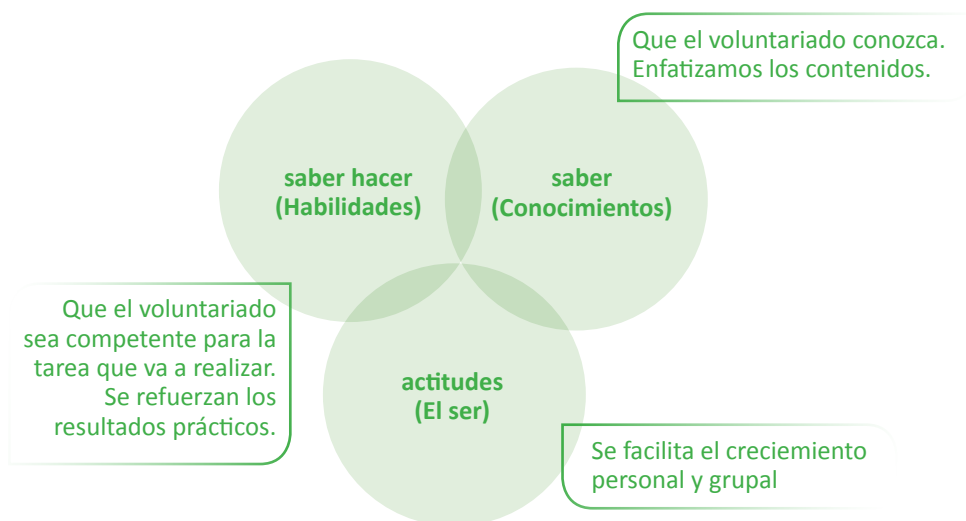 Que el voluntariado conozca.
Enfatizamos los contenidos.
saber hacer
(Habilidades)
saber
(Conocimientos)
Que el voluntariado
sea competente para la
tarea que va a realizar.
Se refuerzan los
resultados prácticos.
actitudes
(El ser)
Se facilita el creciemiento
personal y grupal